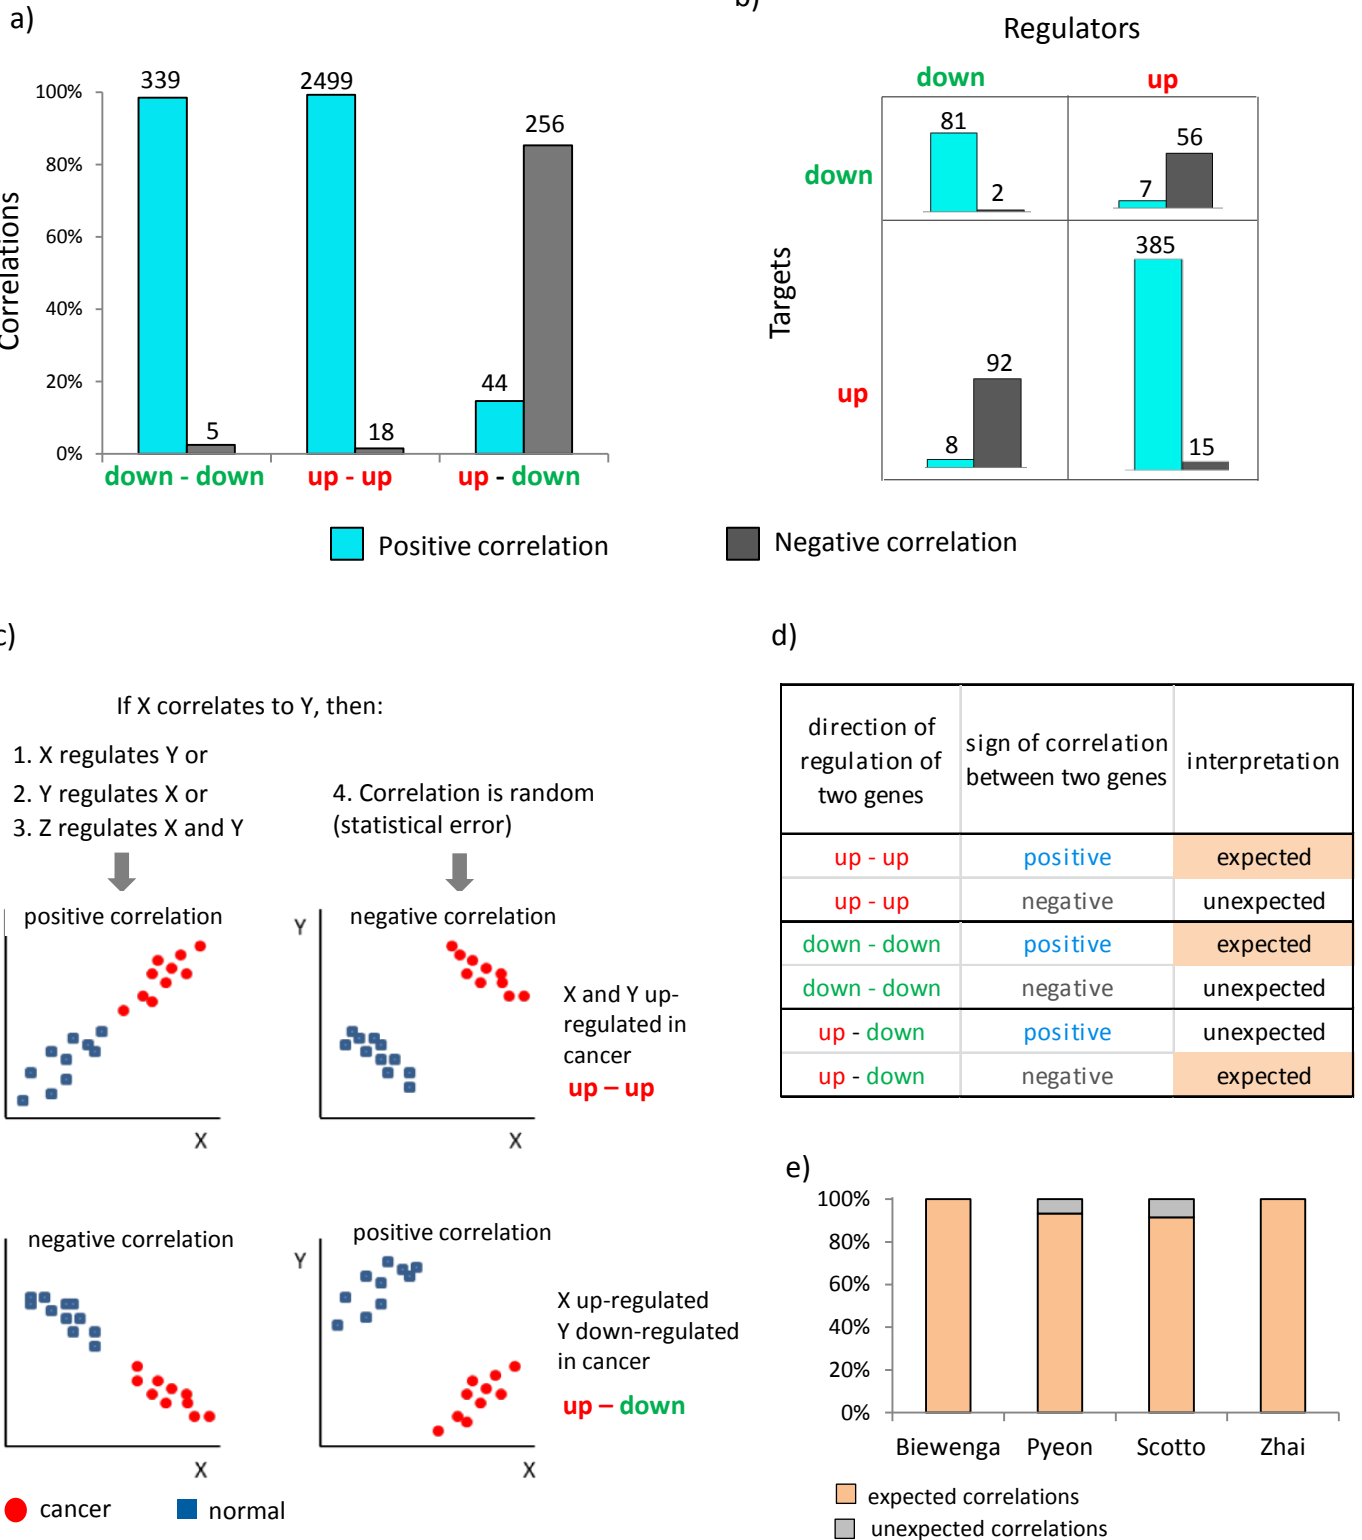 a)
Correlations
100%
80%
60%
40%
20%
0%
339
5
2499
18
44
256
down - down
up - up
up - down
b)
Regulators
down
up
Targets
down
81
2
7
56
up
8
92
385
15
Positive correlation
Negative correlation
c)
If X correlates to Y, then:
1. X regulates Y or
2. Y regulates X or
3. Z regulates X and Y
4. Correlation is random
(statistical error)
positive correlation
X
negative correlation
Y
X
X and Y up-
regulated in
cancer
up – up
negative correlation
X
positive correlation
Y
X
X up-regulated
Y down-regulated
in cancer
up – down
cancer
normal
d)
direction of
regulation of
two genes
sign of correlation
between two genes
interpretation
up - up
positive
expected
up - up
negative
unexpected
down - down
positive
expected
down - down
negative
unexpected
up - down
positive
unexpected
up - down
negative
expected
e)
100%
80%
60%
40%
20%
0%
Biewenga
Pyeon
Scotto
Zhai
expected correlations
unexpected correlations